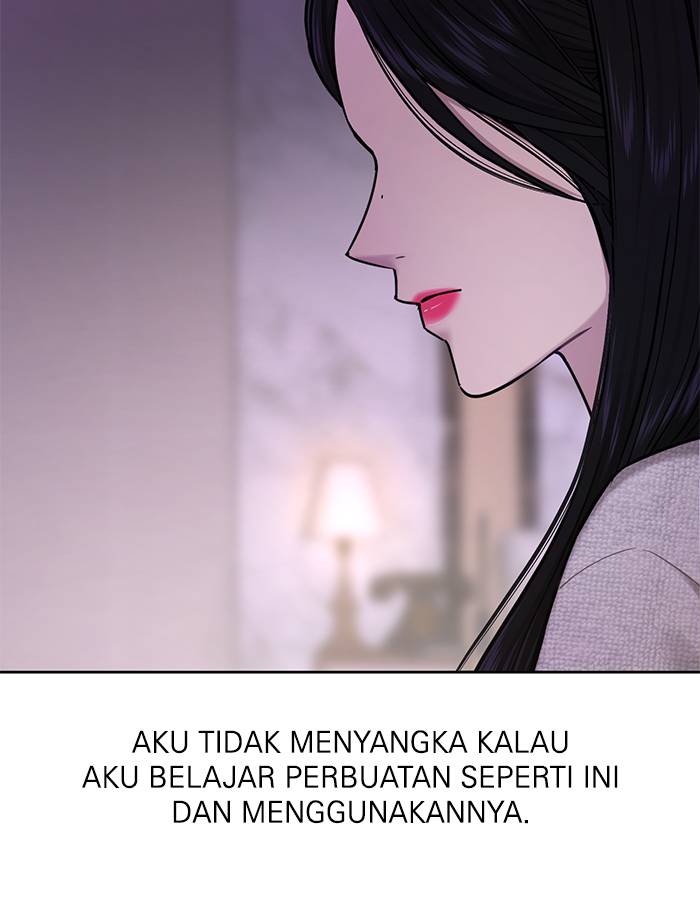 AKU TIDAK MENYANGKA KALAU
AKU BELAJAR PERBUATAN SEPERTI INI
DAN MENGGUNAKANNYA.